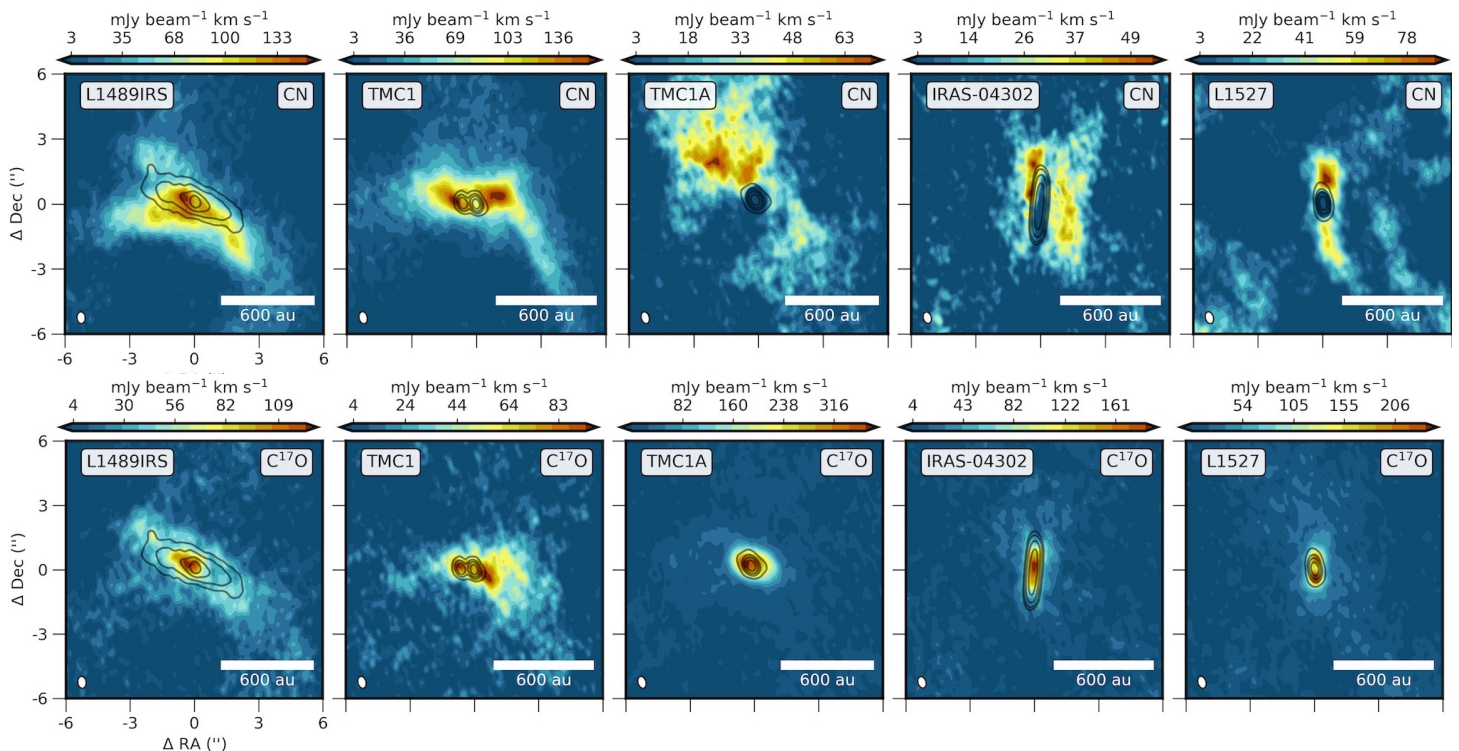 mJy beam⁻¹ km s⁻¹ mJy beam⁻¹ km s⁻¹ mJy beam⁻¹ km s⁻¹ mJy beam⁻¹ km s⁻¹ mJy beam⁻¹ km s⁻¹
3 35 68 100 133 3 36 69 103 136 3 18 33 48 63 3 14 26 37 49 3 22 41 59 78
6
L1489IRS CN TMC1 CN TMC1A CN IRAS-04302 CN L1527 CN
3
Δ Dec ('')
0
-3
600 au 600 au 600 au 600 au 600 au
-6
-6 -3 0 3 6
mJy beam⁻¹ km s⁻¹ mJy beam⁻¹ km s⁻¹ mJy beam⁻¹ km s⁻¹ mJy beam⁻¹ km s⁻¹ mJy beam⁻¹ km s⁻¹
4 30 56 82 109 4 24 44 64 83 82 160 238 316 4 43 82 122 161 54 105 155 206
6
L1489IRS C¹⁷O TMC1 C¹⁷O TMC1A C¹⁷O IRAS-04302 C¹⁷O L1527 C¹⁷O
3
Δ Dec ('')
0
-3
600 au 600 au 600 au 600 au 600 au
-6
-6 -3 0 3 6
Δ RA ('')